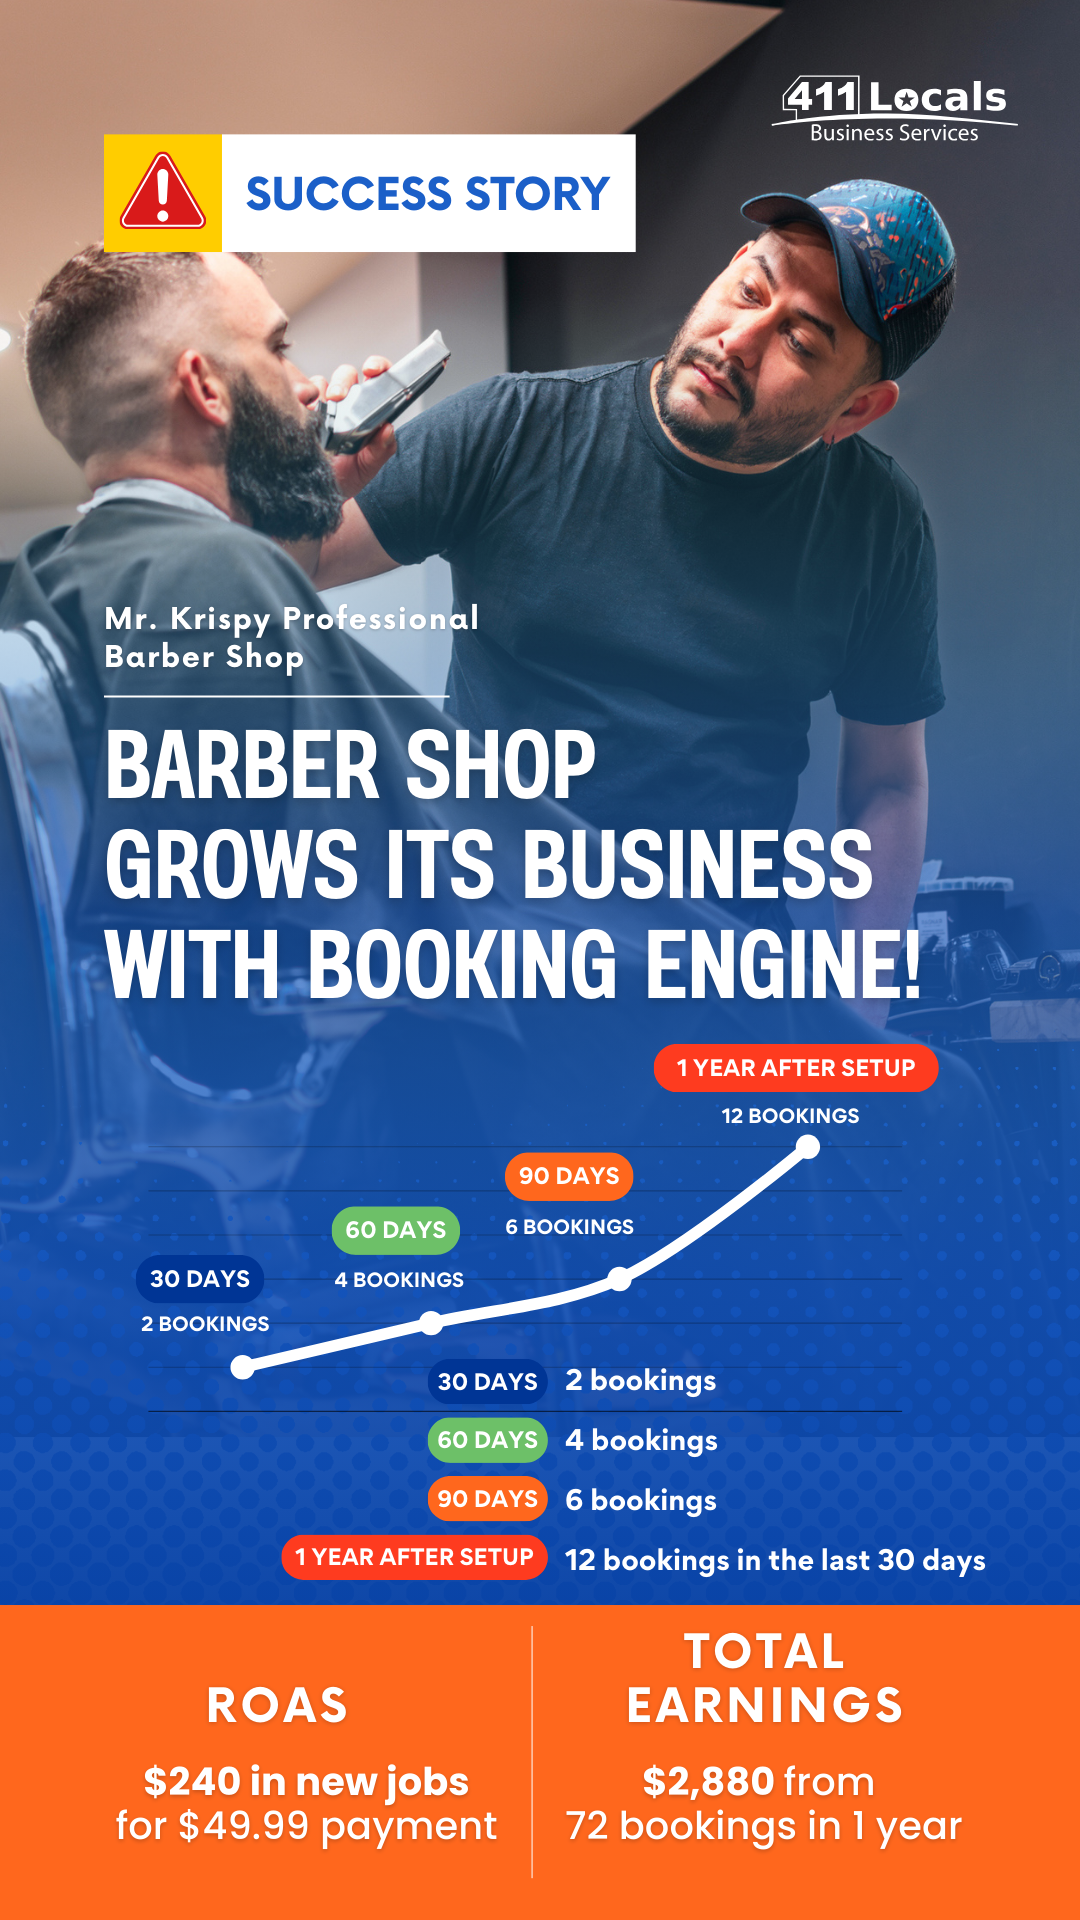 411 Locals
Business Services
SUCCESS STORY
Mr. Krispy Professional
Barber Shop
BARBER SHOP
GROWS ITS BUSINESS
WITH BOOKING ENGINE!
1 YEAR AFTER SETUP
12 BOOKINGS
90 DAYS
6 BOOKINGS
60 DAYS
4 BOOKINGS
30 DAYS
2 BOOKINGS
30 DAYS 2 bookings
60 DAYS 4 bookings
90 DAYS 6 bookings
1 YEAR AFTER SETUP 12 bookings in the last 30 days
ROAS
$240 in new jobs
for $49.99 payment
TOTAL
EARNINGS
$2,880 from
72 bookings in 1 year